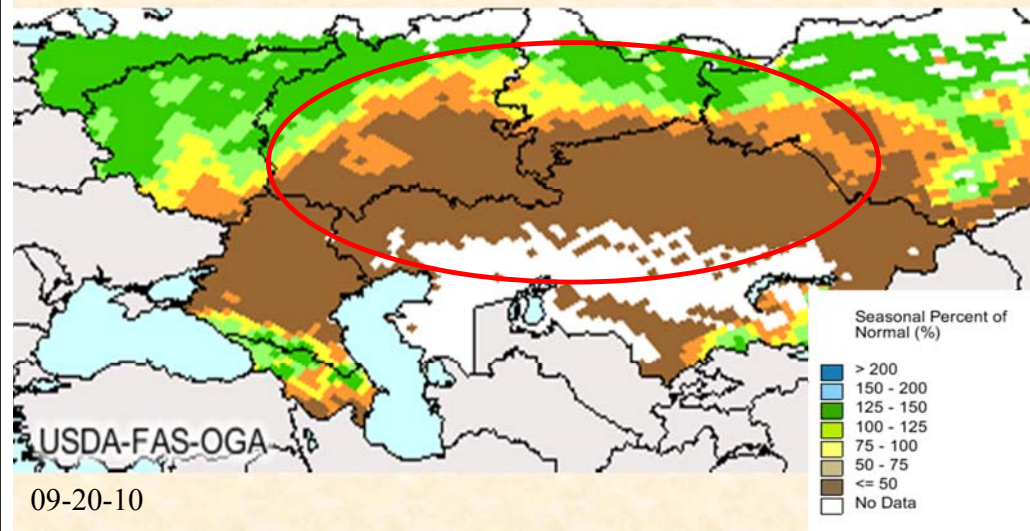 USDA-FAS-OGA
09-20-10
Seasonal Percent of
Normal (%)
> 200
150 - 200
125 - 150
100 - 125
75 - 100
50 - 75
<= 50
No Data